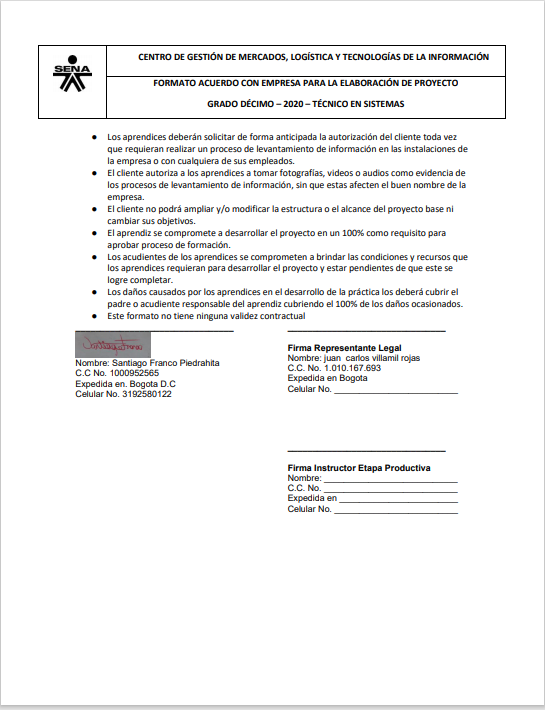 SENA
CENTRO DE GESTIÓN DE MERCADOS, LOGÍSTICA Y TECNOLOGÍAS DE LA INFORMACIÓN
FORMATO ACUERDO CON EMPRESA PARA LA ELABORACIÓN DE PROYECTO
GRADO DÉCIMO – 2020 – TÉCNICO EN SISTEMAS
● Los aprendices deberán solicitar de forma anticipada la autorización del cliente toda vez
que requieran realizar un proceso de levantamiento de información en las instalaciones de
la empresa o con cualquiera de sus empleados.
● El cliente autoriza a los aprendices a tomar fotografías, videos o audios como evidencia de
los procesos de levantamiento de información, sin que estas afecten el buen nombre de la
empresa.
● El cliente no podrá ampliar y/o modificar la estructura o el alcance del proyecto base ni
cambiar sus objetivos.
● El aprendiz se compromete a desarrollar el proyecto en un 100% como requisito para
aprobar proceso de formación.
● Los acudientes de los aprendices se comprometen a brindar las condiciones y recursos que
los aprendices requieran para desarrollar el proyecto y estar pendientes de que este se
logre completar.
● Los daños causados por los aprendices en el desarrollo de la práctica los deberá cubrir el
padre o acudiente responsable del aprendiz cubriendo el 100% de los daños ocasionados.
● Este formato no tiene ninguna validez contractual
Nombre: Santiago Franco Piedrahita
C.C No. 1000952565
Expedida en. Bogota D.C
Celular No. 3192580122
Firma Representante Legal
Nombre: juan carlos villamil rojas
C.C. No. 1.010.167.693
Expedida en Bogota
Celular No. ________________________
Firma Instructor Etapa Productiva
Nombre: __________________________
C.C. No. __________________________
Expedida en _______________________
Celular No. ________________________